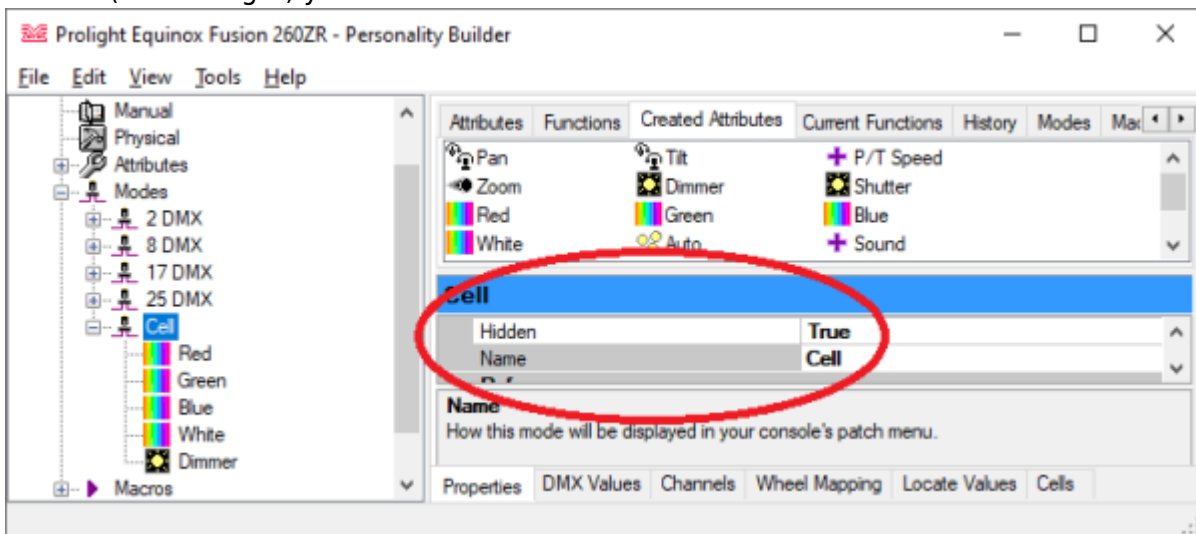 Prolight Equinox Fusion 260ZR - Personality Builder
File Edit View Tools Help
Manual
Physical
Attributes
Modes
2 DMX
8 DMX
17 DMX
25 DMX
Cell
Red
Green
Blue
White
Dimmer
Macros
Attributes Functions Created Attributes Current Functions History Modes
Pan Tilt P/T Speed
Zoom Dimmer Shutter
Red Green Blue
White Auto Sound
Cell
Hidden True
Name Cell
Name
How this mode will be displayed in your console's patch menu.
Properties DMX Values Channels Wheel Mapping Locate Values Cells